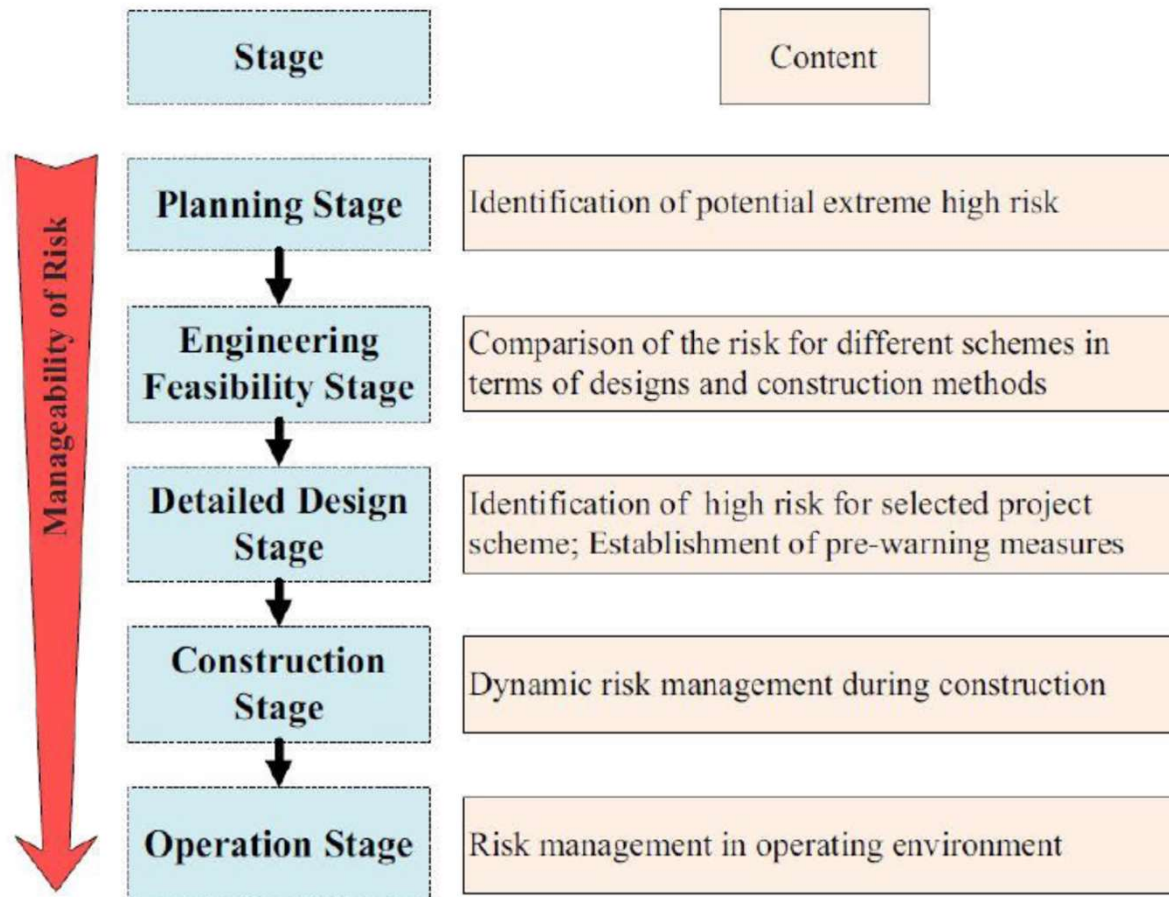 Stage
Content
Manageability of Risk
Planning Stage
Identification of potential extreme high risk
Engineering
Feasibility Stage
Comparison of the risk for different schemes in
terms of designs and construction methods
Detailed Design
Stage
Identification of high risk for selected project
scheme; Establishment of pre-warning measures
Construction
Stage
Dynamic risk management during construction
Operation Stage
Risk management in operating environment